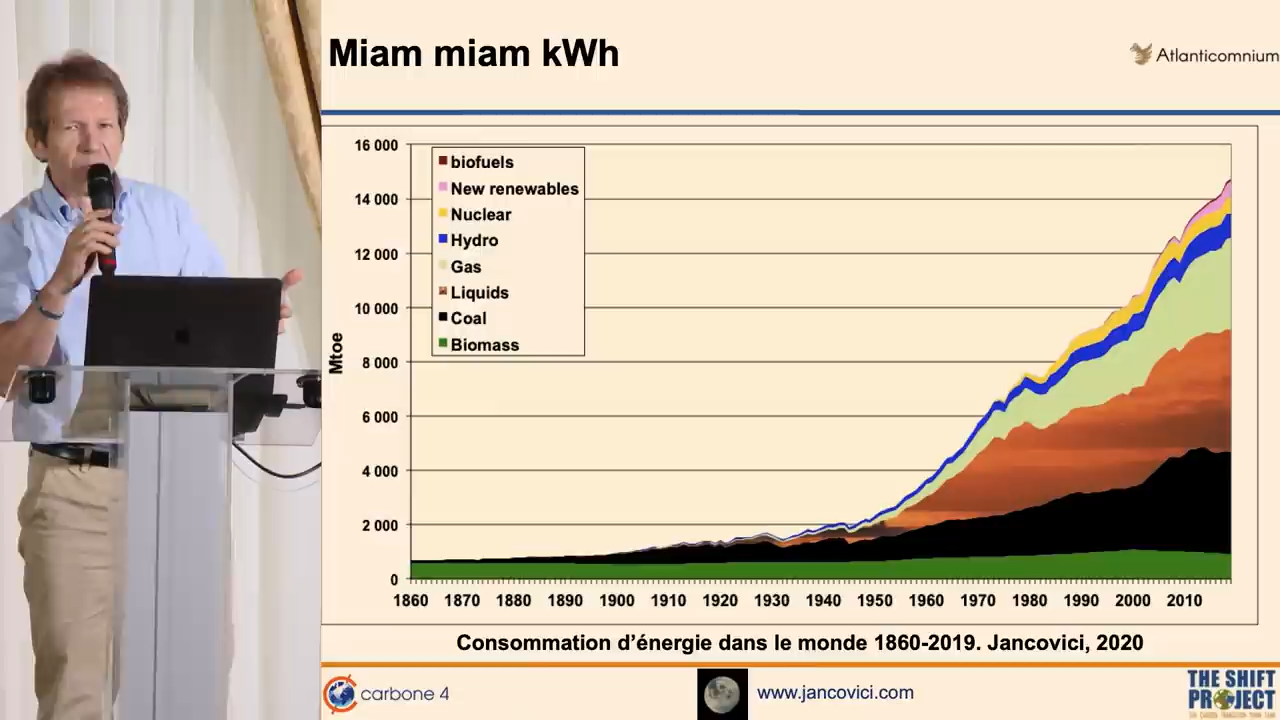 Miam miam kWh
Atlanticomnium
16 000
14 000
12 000
10 000
8 000
6 000
4 000
2 000
0
Mtoe
biofuels
New renewables
Nuclear
Hydro
Gas
Liquids
Coal
Biomass
1860 1870 1880 1890 1900 1910 1920 1930 1940 1950 1960 1970 1980 1990 2000 2010
Consommation d’énergie dans le monde 1860-2019. Jancovici, 2020
carbone 4
www.jancovici.com
THE SHIFT
PROJECT